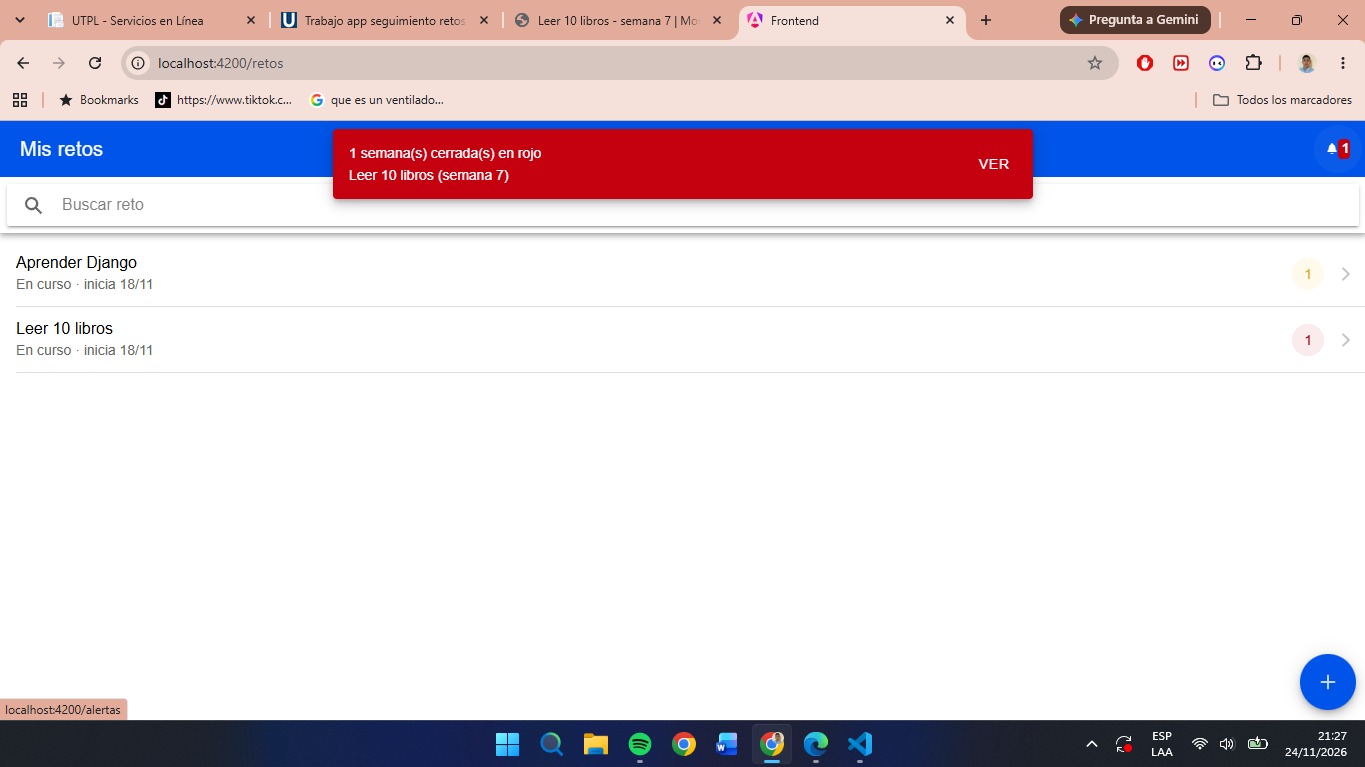 UTPL - Servicios en Línea
Trabajo app seguimiento retos
Leer 10 libros - semana 7 | Mo
Frontend
Pregunta a Gemini
localhost:4200/retos
Bookmarks
https://www.tiktok.c...
que es un ventilado...
Todos los marcadores
Mis retos
1 semana(s) cerrada(s) en rojo
Leer 10 libros (semana 7)
VER
1
Buscar reto
Aprender Django
En curso · inicia 18/11
1
Leer 10 libros
En curso · inicia 18/11
1
localhost:4200/alertas
ESP
LAA
21:27
24/11/2026